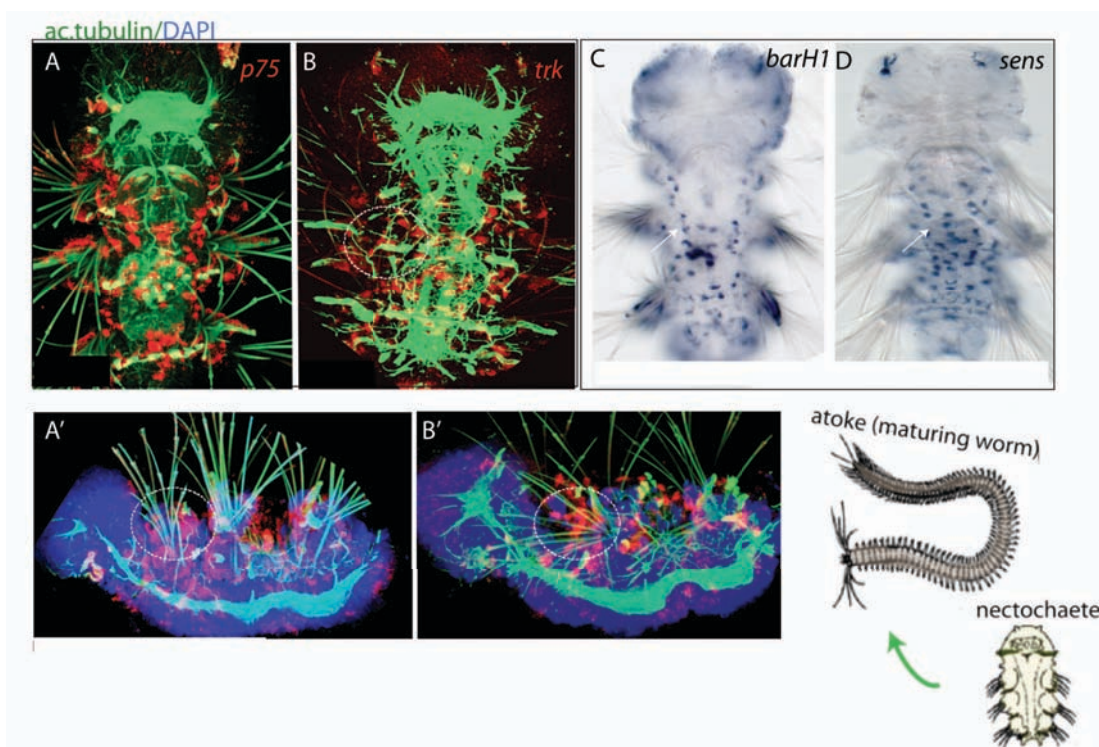 ac.tubulin/DAPI
A
p75
B
trk
C
barH1
D
sens
A'
B'
atoke (maturing worm)
nectochaete